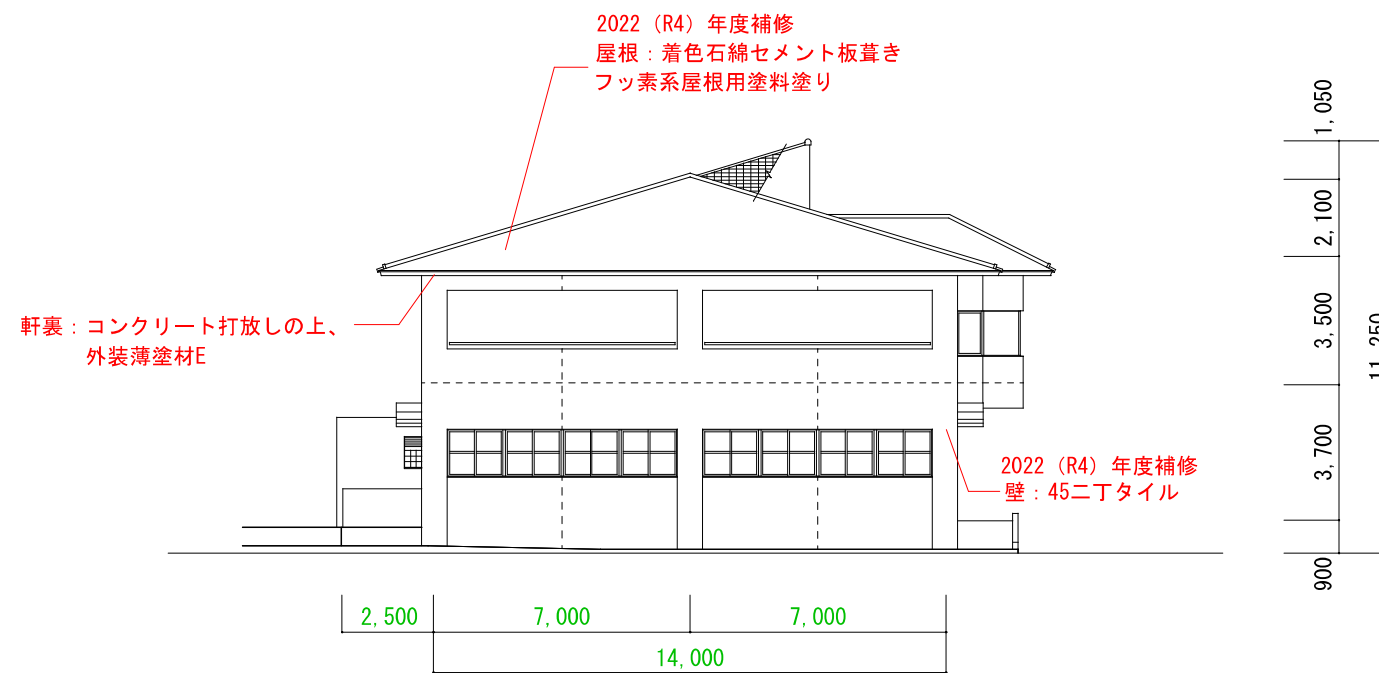 2022（R4）年度補修
屋根：着色石綿セメント板葺き
フッ素系屋根用塗料塗り
軒裏：コンクリート打放しの上、
外装薄塗材E
2022（R4）年度補修
壁：45二丁タイル
1,050
2,100
3,500
3,700
900
11,250
2,500
7,000
7,000
14,000